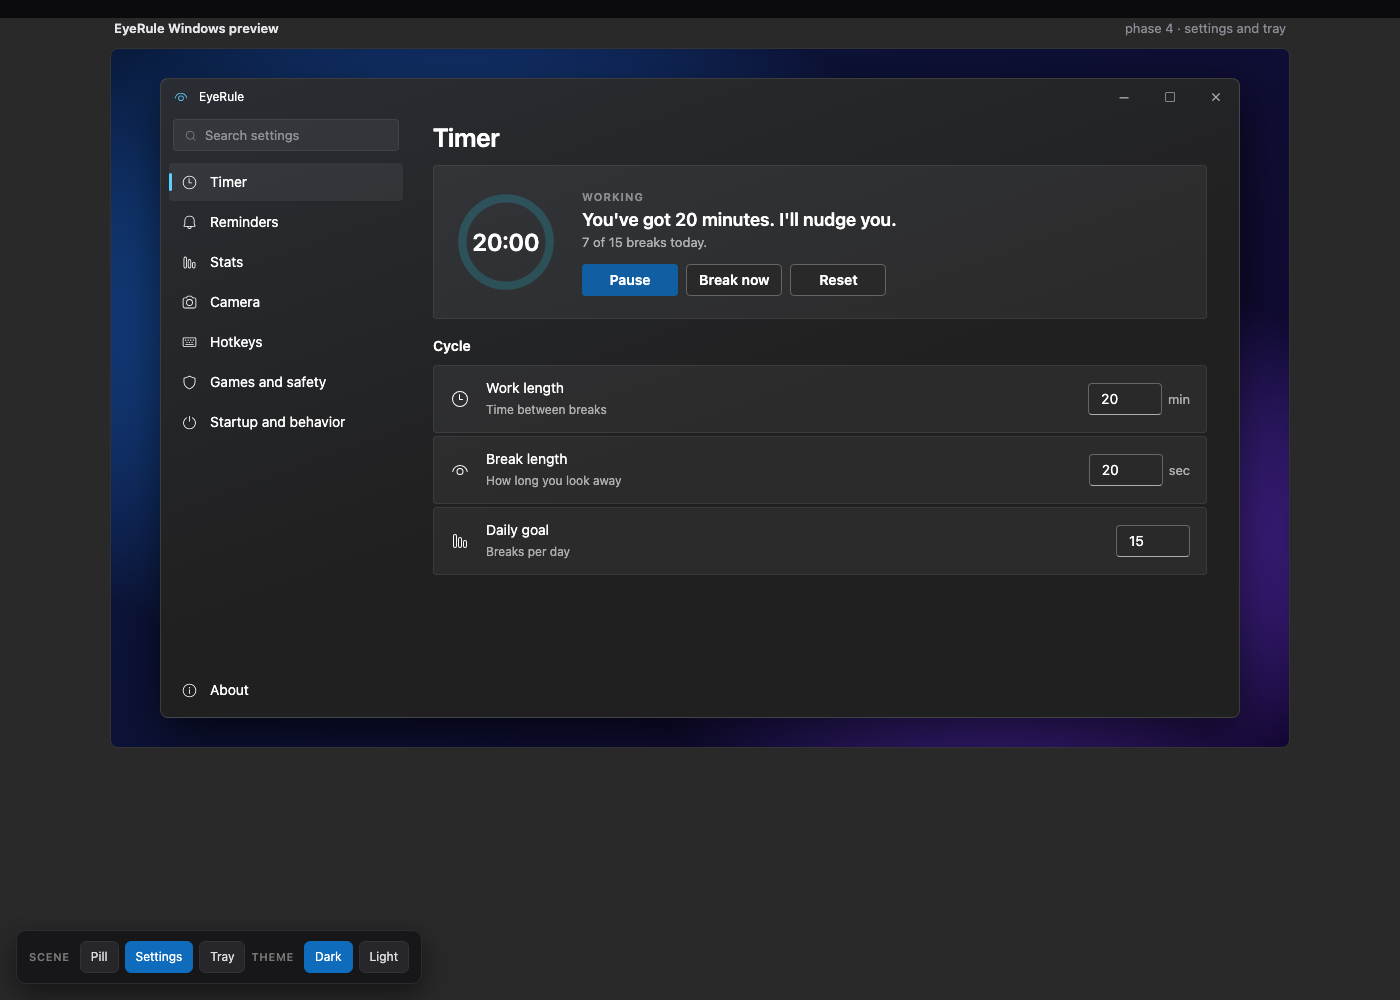 EyeRule Windows preview
phase 4 · settings and tray
EyeRule
Search settings
Timer
Reminders
Stats
Camera
Hotkeys
Games and safety
Startup and behavior
About
Timer
20:00
WORKING
You've got 20 minutes. I'll nudge you.
7 of 15 breaks today.
Pause
Break now
Reset
Cycle
Work length
Time between breaks
20 min
Break length
How long you look away
20 sec
Daily goal
Breaks per day
15
SCENE Pill Settings Tray THEME Dark Light